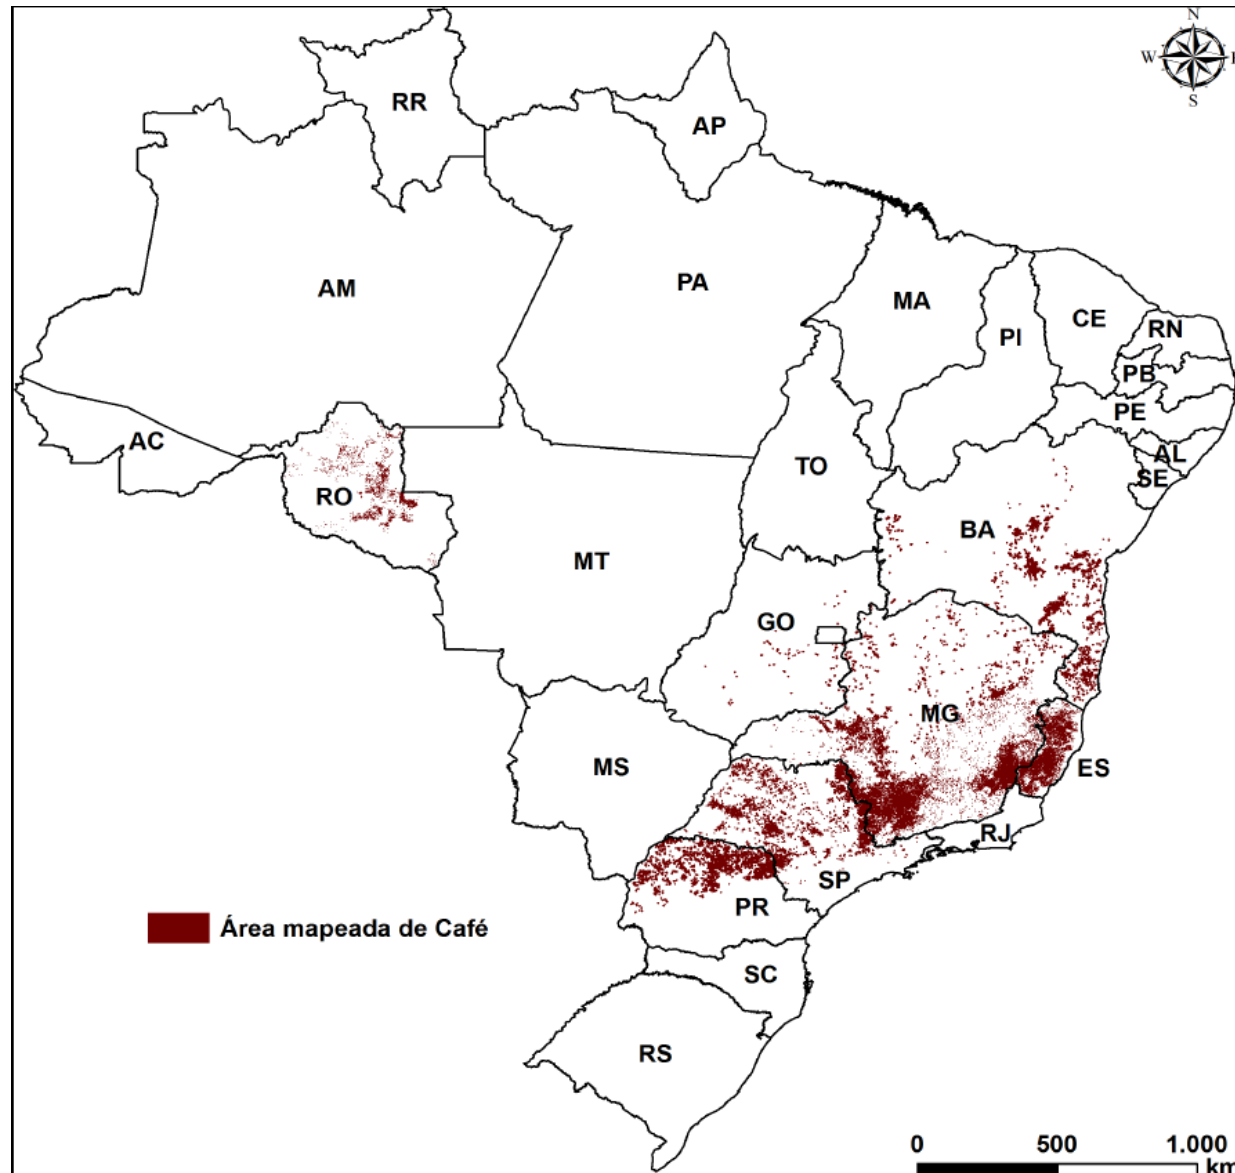 N
W
E
S
RR
AP
AM
PA
MA
CE
RN
PI
PB
PE
AC
TO
AL
SE
RO
BA
MT
GO
MG
MS
ES
RJ
SP
PR
Área mapeada de Café
SC
RS
0 500 1.000
km